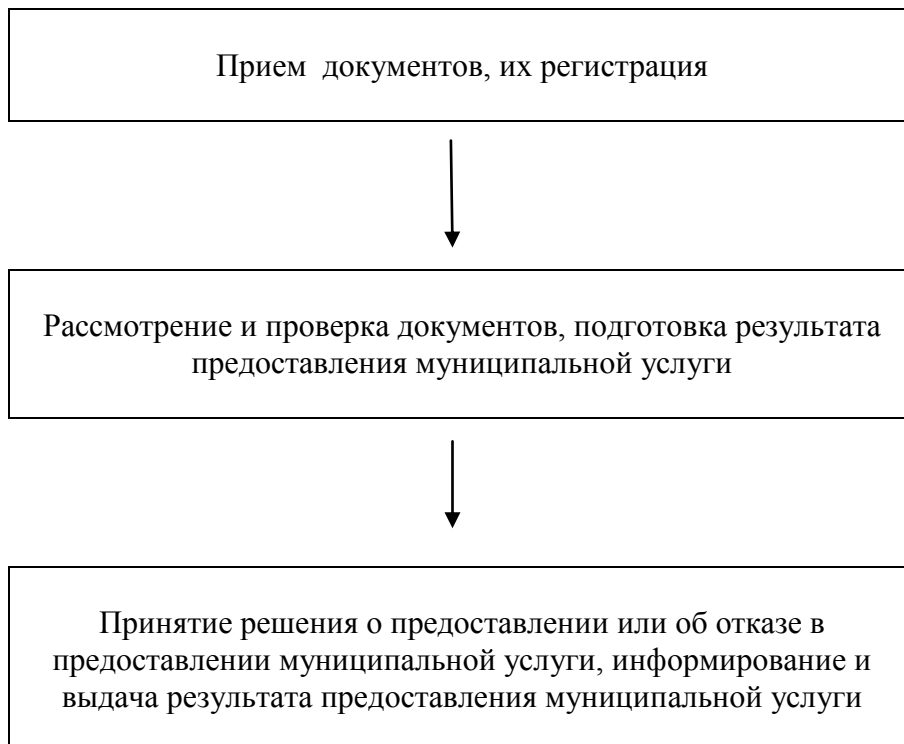 Прием  документов, их регистрация
Рассмотрение и проверка документов, подготовка результата
предоставления муниципальной услуги
Принятие решения о предоставлении или об отказе в
предоставлении муниципальной услуги, информирование и
выдача результата предоставления муниципальной услуги